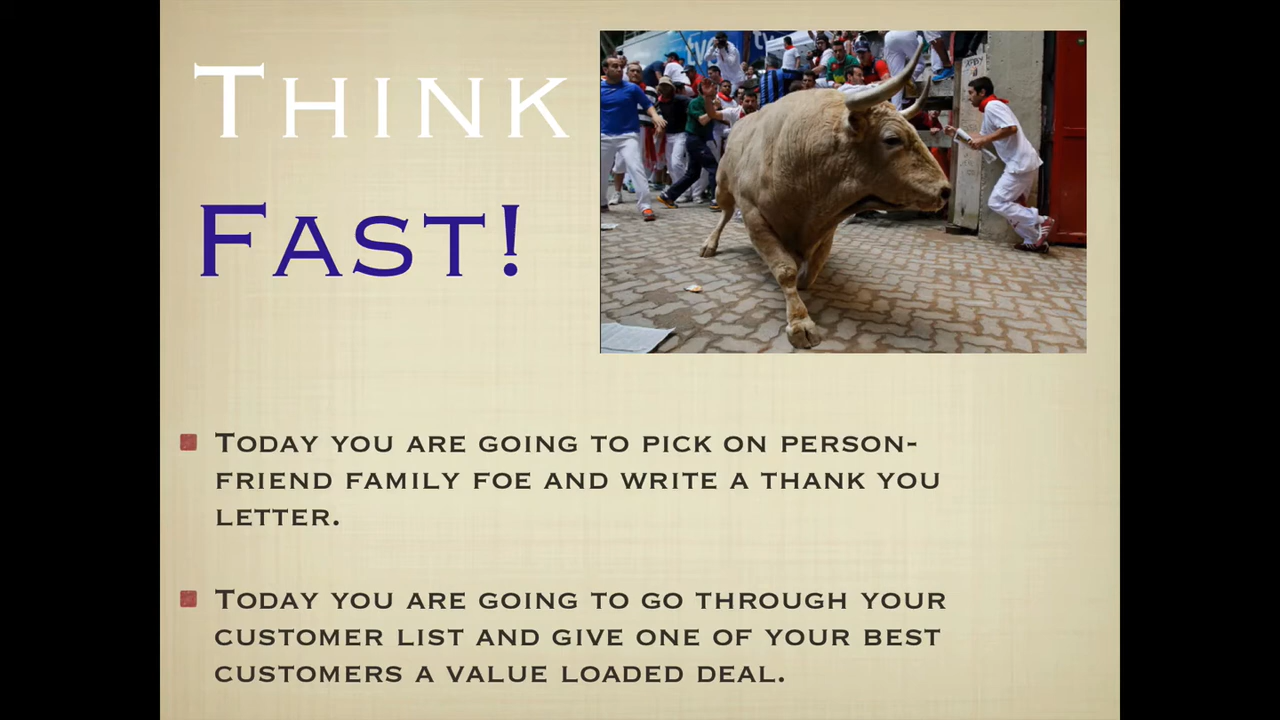 THINK
FAST!
tve
TODAY YOU ARE GOING TO PICK ON PERSON-
FRIEND FAMILY FOE AND WRITE A THANK YOU
LETTER.
TODAY YOU ARE GOING TO GO THROUGH YOUR
CUSTOMER LIST AND GIVE ONE OF YOUR BEST
CUSTOMERS A VALUE LOADED DEAL.